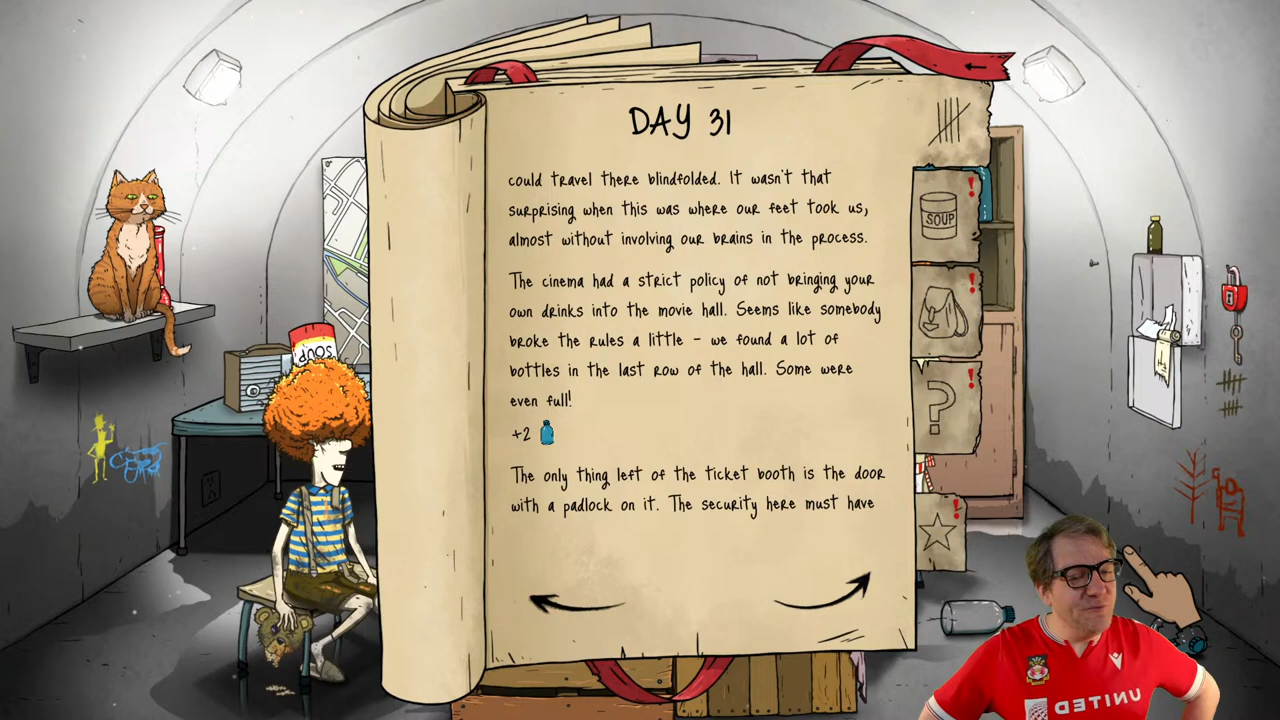 DAY 31
could travel there blindfolded. It wasn't that
surprising when this was where our feet took us,
almost without involving our brains in the process.
The cinema had a strict policy of not bringing your
own drinks into the movie hall. Seems like somebody
broke the rules a little - we found a lot of
bottles in the last row of the hall. Some were
even full!
+2
The only thing left of the ticket booth is the door
with a padlock on it. The security here must have
SOUP
!
!
?
!
!
SOUP
UNITED